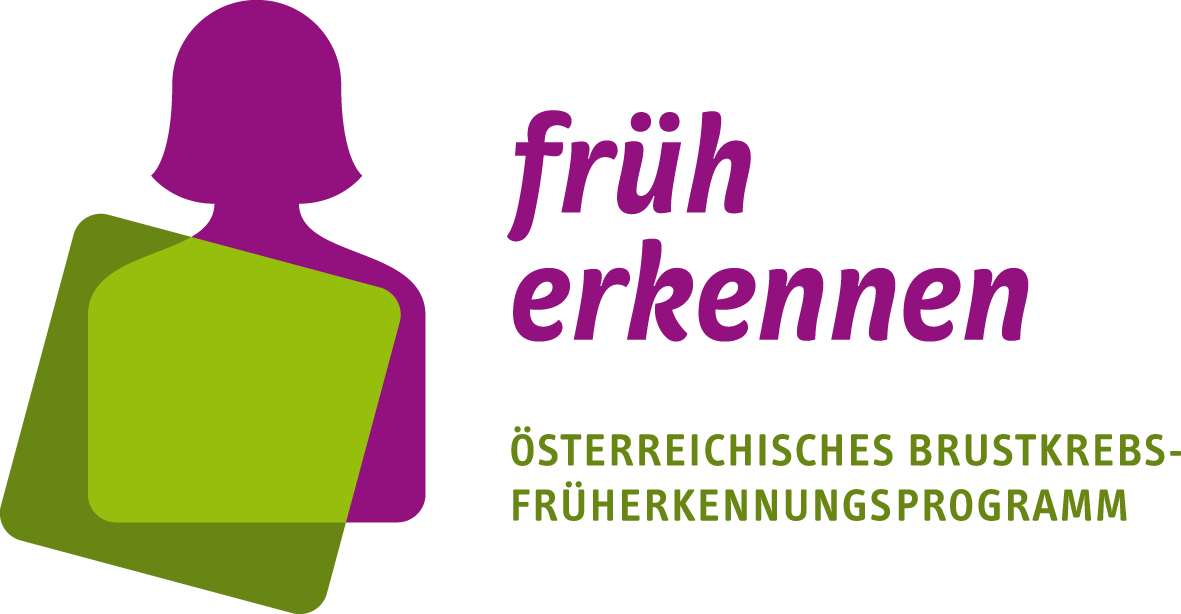 früh
erkennen
ÖSTERREICHISCHES BRUSTKREBS-
FRÜHERKENNUNGSPROGRAMM